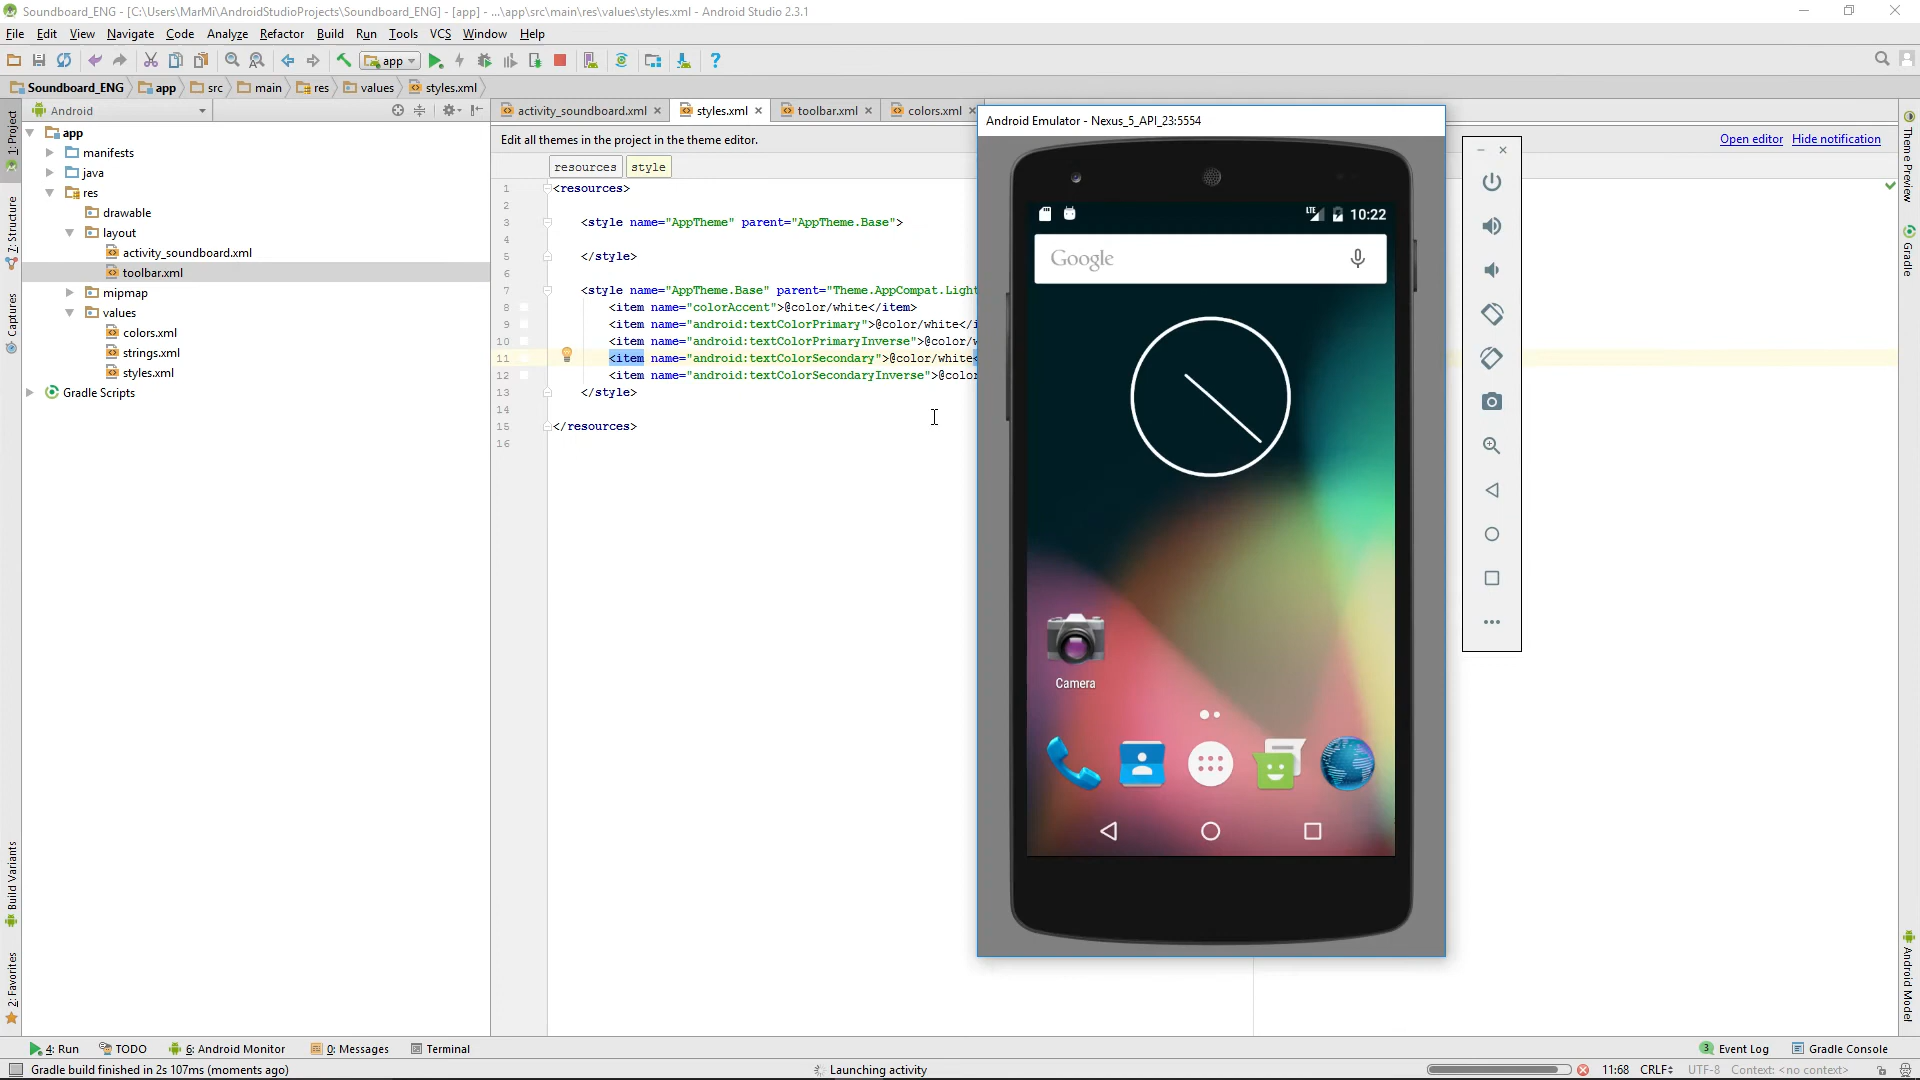 Soundboard_ENG - [C:\Users\MarMi\AndroidStudioProjects\Soundboard_ENG] - [app] - ...\app\src\main\res\values\styles.xml - Android Studio 2.3.1
File Edit View Navigate Code Analyze Refactor Build Run Tools VCS Window Help
app
Soundboard_ENG app src main res values styles.xml
1: Project
7: Structure
Captures
Build Variants
2: Favorites
Android
app
manifests
java
res
drawable
layout
activity_soundboard.xml
toolbar.xml
mipmap
values
colors.xml
strings.xml
styles.xml
Gradle Scripts
activity_soundboard.xml styles.xml toolbar.xml colors.xml
Edit all themes in the project in the theme editor.
Open editor Hide notification
resources style
1 <resources>
2
3 <style name="AppTheme" parent="AppTheme.Base">
4
5 </style>
6
7 <style name="AppTheme.Base" parent="Theme.AppCompat.Light
8 <item name="colorAccent">@color/white</item>
9 <item name="android:textColorPrimary">@color/white</i
10 <item name="android:textColorPrimaryInverse">@color/w
11 <item name="android:textColorSecondary">@color/white<
12 <item name="android:textColorSecondaryInverse">@color
13 </style>
14
15 </resources>
16
Android Emulator - Nexus_5_API_23:5554
LTE 10:22
Google
Camera
Theme Preview
Gradle
Android Model
4: Run TODO 6: Android Monitor 0: Messages Terminal
3 Event Log Gradle Console
Gradle build finished in 2s 107ms (moments ago)
Launching activity
11:68 CRLF UTF-8 Context: <no context>